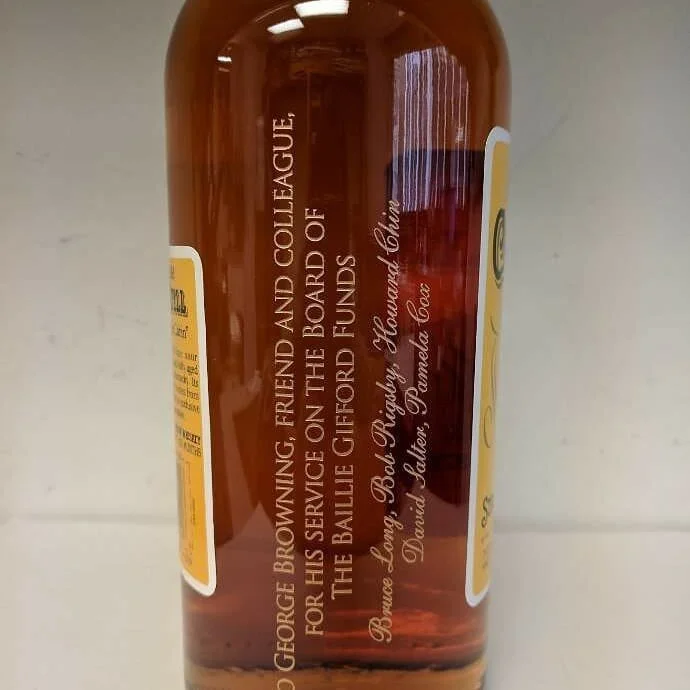 O GEORGE BROWNING, FRIEND AND COLLEAGUE,
FOR HIS SERVICE ON THE BOARD OF
THE BAILLIE GIFFORD FUNDS
Bruce Long, Bob Rigsby, Howard Chin
David Salter, Pamela Cox